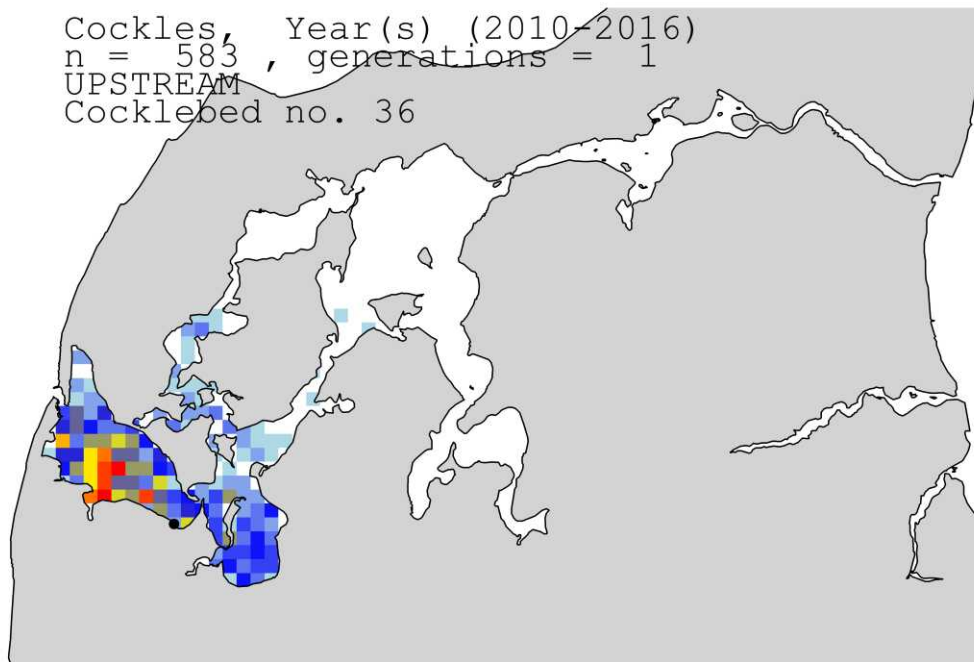 Cockles, Year(s) (2010-2016)
n = 583 , generations = 1
UPSTREAM
Cocklebed no. 36